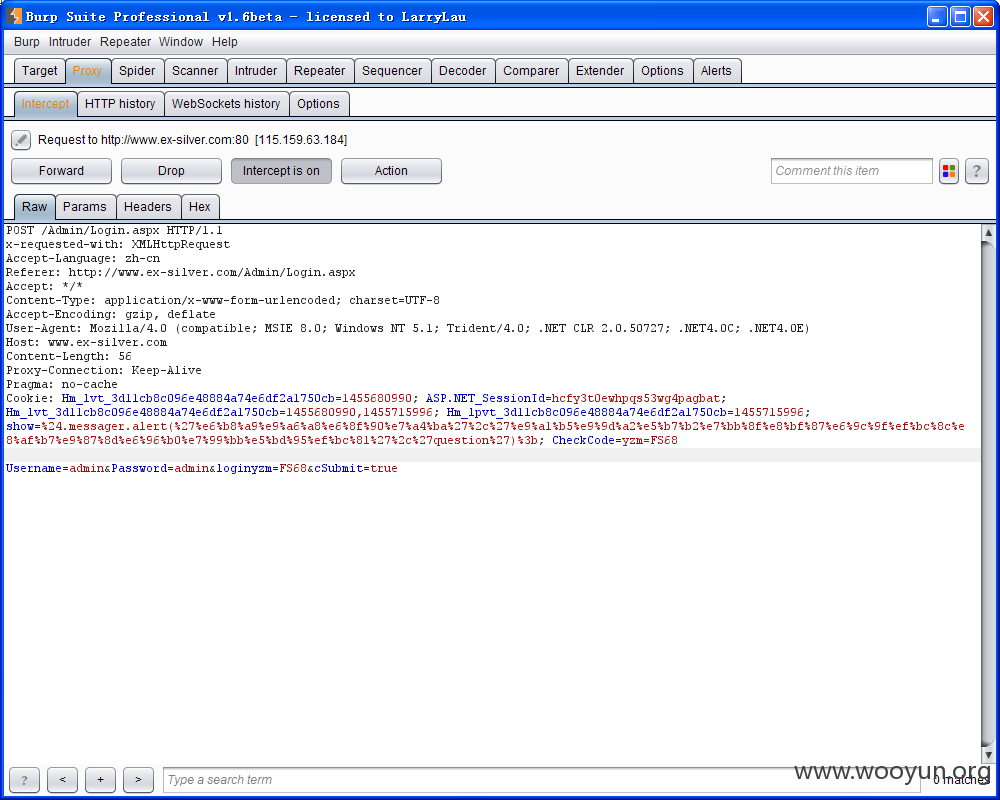 Burp Suite Professional v1.6beta - licensed to LarryLau
Burp Intruder Repeater Window Help
Target Proxy Spider Scanner Intruder Repeater Sequencer Decoder Comparer Extender Options Alerts
Intercept HTTP history WebSockets history Options
Request to http://www.ex-silver.com:80 [115.159.63.184]
Forward Drop Intercept is on Action Comment this item ?
Raw Params Headers Hex
POST /Admin/Login.aspx HTTP/1.1
x-requested-with: XMLHttpRequest
Accept-Language: zh-cn
Referer: http://www.ex-silver.com/Admin/Login.aspx
Accept: */*
Content-Type: application/x-www-form-urlencoded; charset=UTF-8
Accept-Encoding: gzip, deflate
User-Agent: Mozilla/4.0 (compatible; MSIE 8.0; Windows NT 5.1; Trident/4.0; .NET CLR 2.0.50727; .NET4.0C; .NET4.0E)
Host: www.ex-silver.com
Content-Length: 56
Proxy-Connection: Keep-Alive
Pragma: no-cache
Cookie: Hm_lvt_3d11cb8c096e48884a74e6df2a1750cb=1455680990; ASP.NET_SessionId=hcfy3t0ewhpqs53wg4pagbat;
Hm_lvt_3d11cb8c096e48884a74e6df2a1750cb=1455680990,1455715996; Hm_lpvt_3d11cb8c096e48884a74e6df2a1750cb=1455715996;
show=%24.messager.alert(%27%e6%b8%a9%e9%a6%a8%e6%8f%90%e7%a4%ba%27%2c%27%e9%a1%b5%e9%9d%a2%e5%b7%b2%e7%bb%8f%e8%bf%87%e6%9c%9f%ef%bc%8c%e
8%af%b7%e9%87%8d%e6%96%b0%e7%99%bb%e5%bd%95%ef%bc%81%27%2c%27question%27)%3b; CheckCode=yzm=FS68
Username=admin&Password=admin&loginyzm=FS68&cSubmit=true
? < + > Type a search term 0 matches
www.wooyun.org